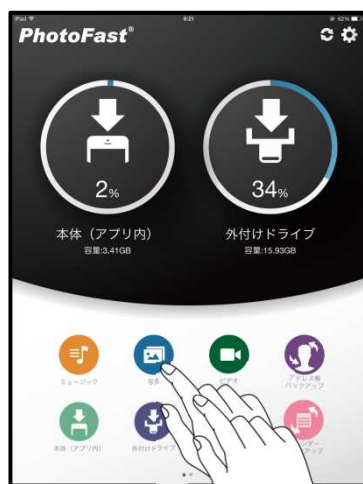 iPad
9:21
62%
PhotoFast®
2%
34%
本体（アプリ内）
容量:3.41GB
外付けドライブ
容量:15.93GB
ミュージック
写真
ビデオ
アドレス帳
バックアップ
本体（アプリ内）
外付けドライブ